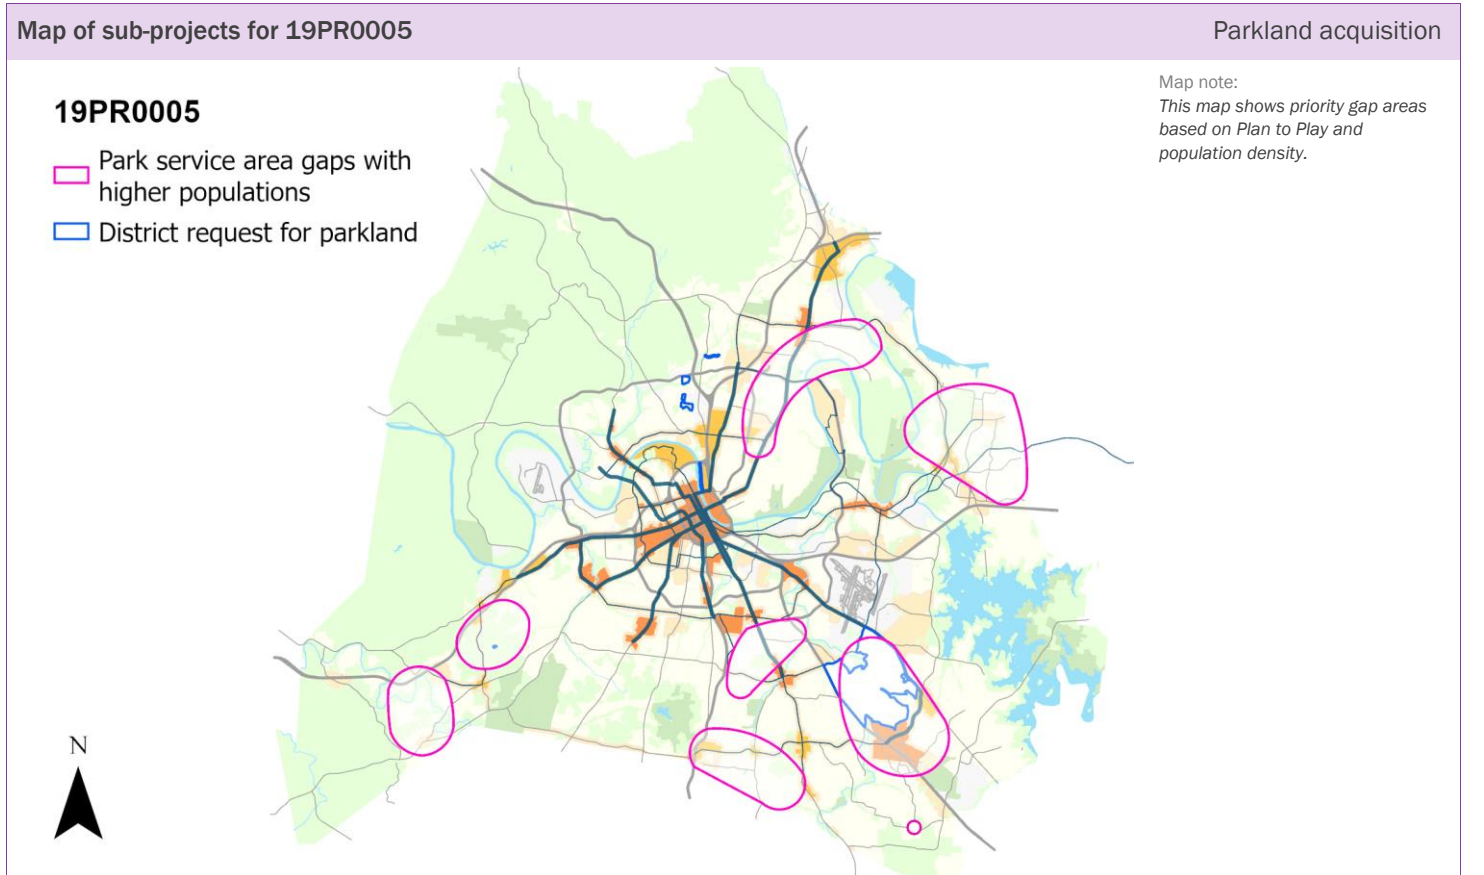 Map of sub-projects for 19PR0005
Parkland acquisition
Map note:
This map shows priority gap areas
based on Plan to Play and
population density.
19PR0005
Park service area gaps with
higher populations
District request for parkland
N